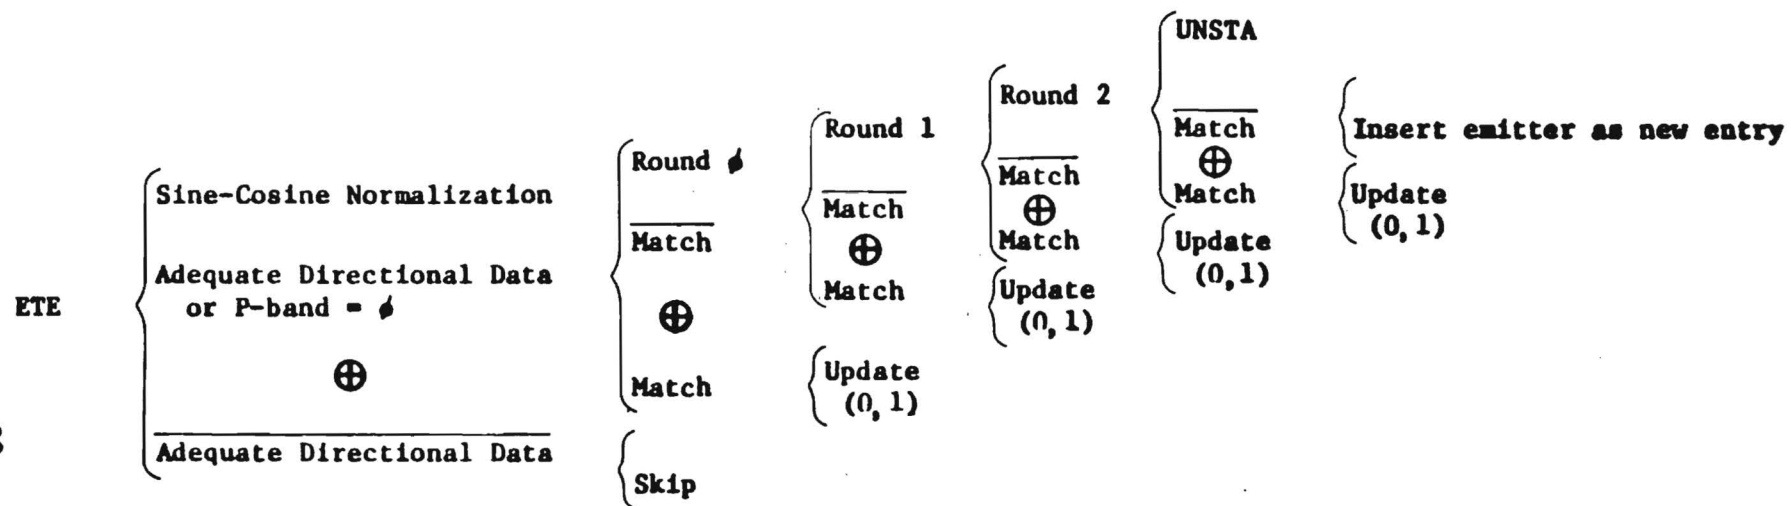 UNSTA
Round 2
Round 1
Match
Insert emitter as new entry
Round ϕ
Match
⊕
Sine-Cosine Normalization
Match
⊕
Match
Update
(0,1)
Match
⊕
Match
Match
Update
(0,1)
Adequate Directional Data
or P-band = ϕ
Match
Update
(0,1)
ETE
⊕
⊕
Match
Update
(0,1)
Adequate Directional Data
Skip